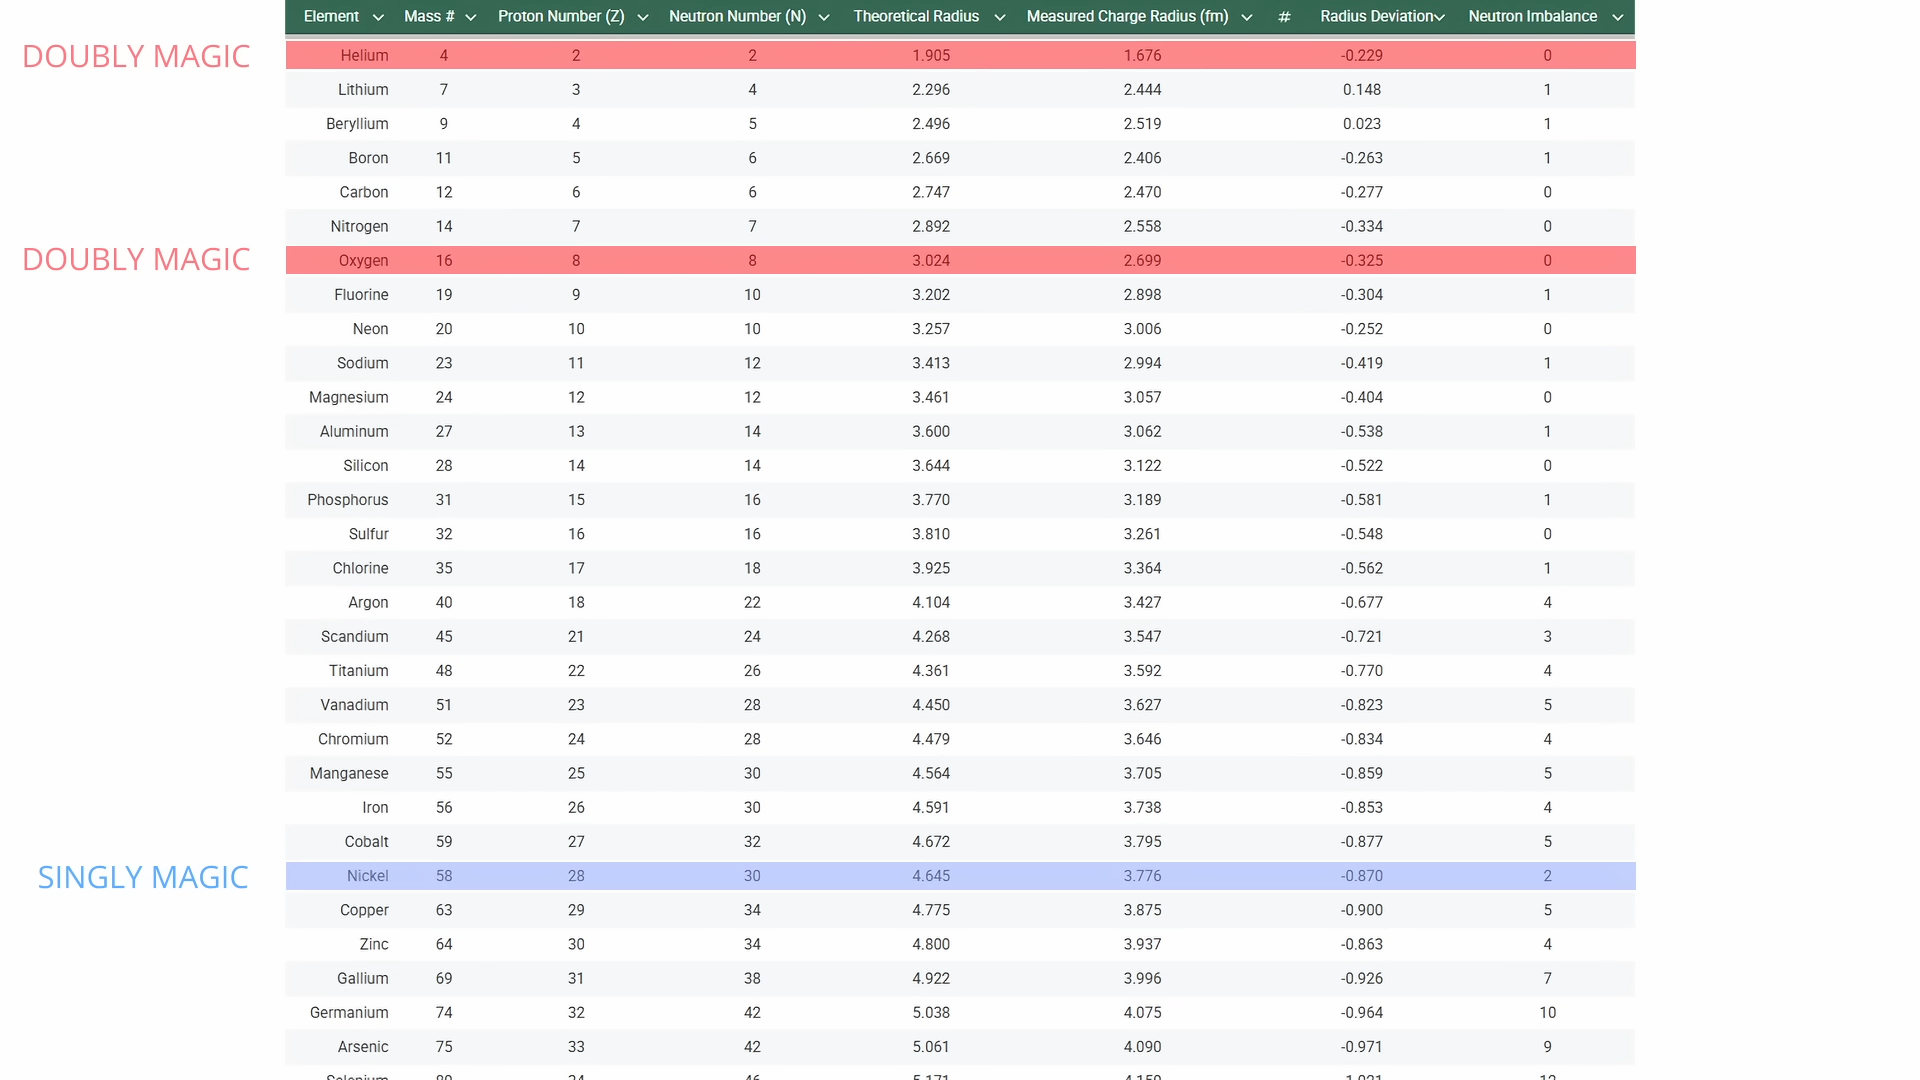 Element Mass # Proton Number (Z) Neutron Number (N) Theoretical Radius Measured Charge Radius (fm) # Radius Deviation Neutron Imbalance
DOUBLY MAGIC Helium 4 2 2 1.905 1.676 -0.229 0
Lithium 7 3 4 2.296 2.444 0.148 1
Beryllium 9 4 5 2.496 2.519 0.023 1
Boron 11 5 6 2.669 2.406 -0.263 1
Carbon 12 6 6 2.747 2.470 -0.277 0
Nitrogen 14 7 7 2.892 2.558 -0.334 0
DOUBLY MAGIC Oxygen 16 8 8 3.024 2.699 -0.325 0
Fluorine 19 9 10 3.202 2.898 -0.304 1
Neon 20 10 10 3.257 3.006 -0.252 0
Sodium 23 11 12 3.413 2.994 -0.419 1
Magnesium 24 12 12 3.461 3.057 -0.404 0
Aluminum 27 13 14 3.600 3.062 -0.538 1
Silicon 28 14 14 3.644 3.122 -0.522 0
Phosphorus 31 15 16 3.770 3.189 -0.581 1
Sulfur 32 16 16 3.810 3.261 -0.548 0
Chlorine 35 17 18 3.925 3.364 -0.562 1
Argon 40 18 22 4.104 3.427 -0.677 4
Scandium 45 21 24 4.268 3.547 -0.721 3
Titanium 48 22 26 4.361 3.592 -0.770 4
Vanadium 51 23 28 4.450 3.627 -0.823 5
Chromium 52 24 28 4.479 3.646 -0.834 4
Manganese 55 25 30 4.564 3.705 -0.859 5
Iron 56 26 30 4.591 3.738 -0.853 4
Cobalt 59 27 32 4.672 3.795 -0.877 5
SINGLY MAGIC Nickel 58 28 30 4.645 3.776 -0.870 2
Copper 63 29 34 4.775 3.875 -0.900 5
Zinc 64 30 34 4.800 3.937 -0.863 4
Gallium 69 31 38 4.922 3.996 -0.926 7
Germanium 74 32 42 5.038 4.075 -0.964 10
Arsenic 75 33 42 5.061 4.090 -0.971 9